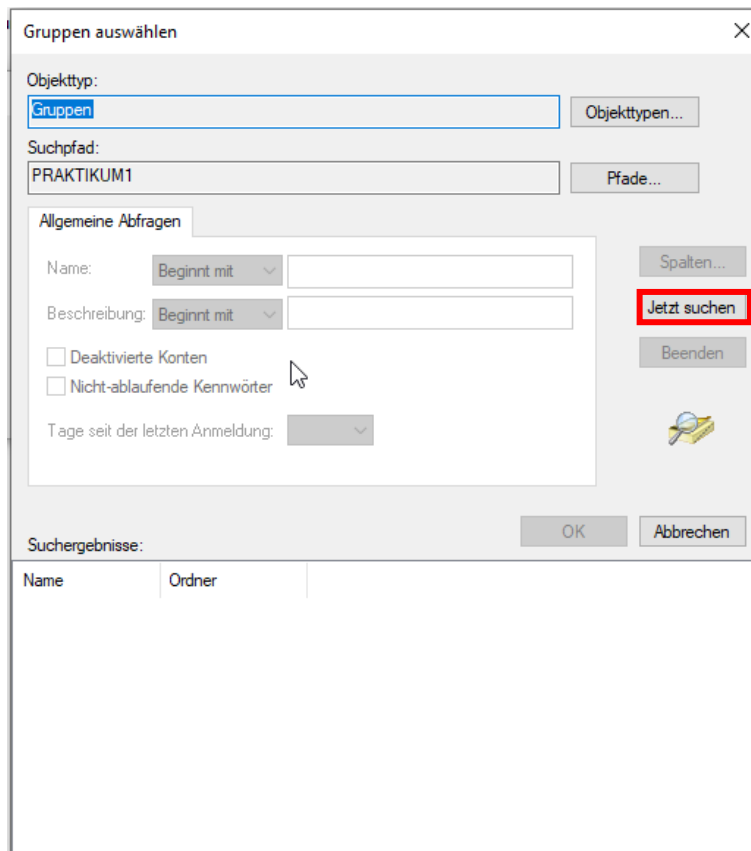 Gruppen auswählen
Objekttyp:
Gruppen
Objekttypen...
Suchpfad:
PRAKTIKUM1
Pfade...
Allgemeine Abfragen
Name:
Beginnt mit
Spalten...
Beschreibung:
Beginnt mit
Jetzt suchen
Deaktivierte Konten
Beenden
Nicht-ablaufende Kennwörter
Tage seit der letzten Anmeldung:
OK
Abbrechen
Suchergebnisse:
Name
Ordner